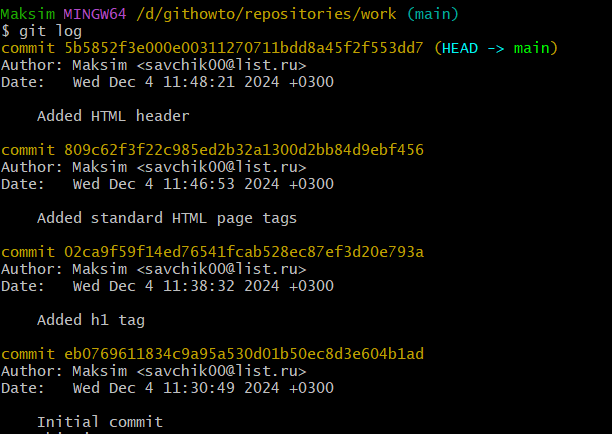 Maksim MINGW64 /d/githowto/repositories/work (main)
$ git log
commit 5b5852f3e000e00311270711bdd8a45f2f553dd7 (HEAD -> main)
Author: Maksim <savchik00@list.ru>
Date:   Wed Dec 4 11:48:21 2024 +0300
Added HTML header
commit 809c62f3f22c985ed2b32a1300d2bb84d9ebf456
Author: Maksim <savchik00@list.ru>
Date:   Wed Dec 4 11:46:53 2024 +0300
Added standard HTML page tags
commit 02ca9f59f14ed76541fcab528ec87ef3d20e793a
Author: Maksim <savchik00@list.ru>
Date:   Wed Dec 4 11:38:32 2024 +0300
Added h1 tag
commit eb0769611834c9a95a530d01b50ec8d3e604b1ad
Author: Maksim <savchik00@list.ru>
Date:   Wed Dec 4 11:30:49 2024 +0300
Initial commit